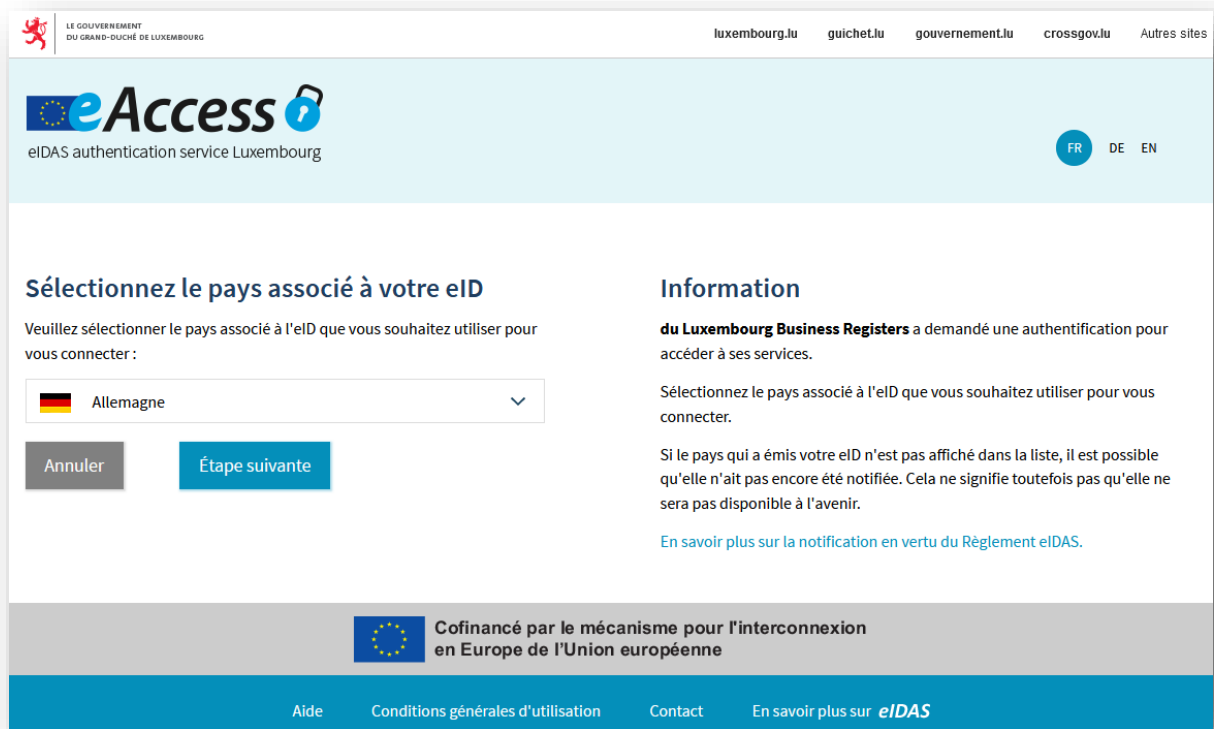 LE GOUVERNEMENT
DU GRAND-DUCHÉ DE LUXEMBOURG
luxembourg.lu guichet.lu gouvernement.lu crossgov.lu Autres sites
eAccess
eIDAS authentication service Luxembourg
FR DE EN
Sélectionnez le pays associé à votre eID
Veuillez sélectionner le pays associé à l'eID que vous souhaitez utiliser pour
vous connecter :
Allemagne
Annuler Étape suivante
Information
du Luxembourg Business Registers a demandé une authentification pour
accéder à ses services.
Sélectionnez le pays associé à l'eID que vous souhaitez utiliser pour vous
connecter.
Si le pays qui a émis votre eID n'est pas affiché dans la liste, il est possible
qu'elle n'ait pas encore été notifiée. Cela ne signifie toutefois pas qu'elle ne
sera pas disponible à l'avenir.
En savoir plus sur la notification en vertu du Règlement eIDAS.
Cofinancé par le mécanisme pour l'interconnexion
en Europe de l'Union européenne
Aide Conditions générales d'utilisation Contact En savoir plus sur eIDAS